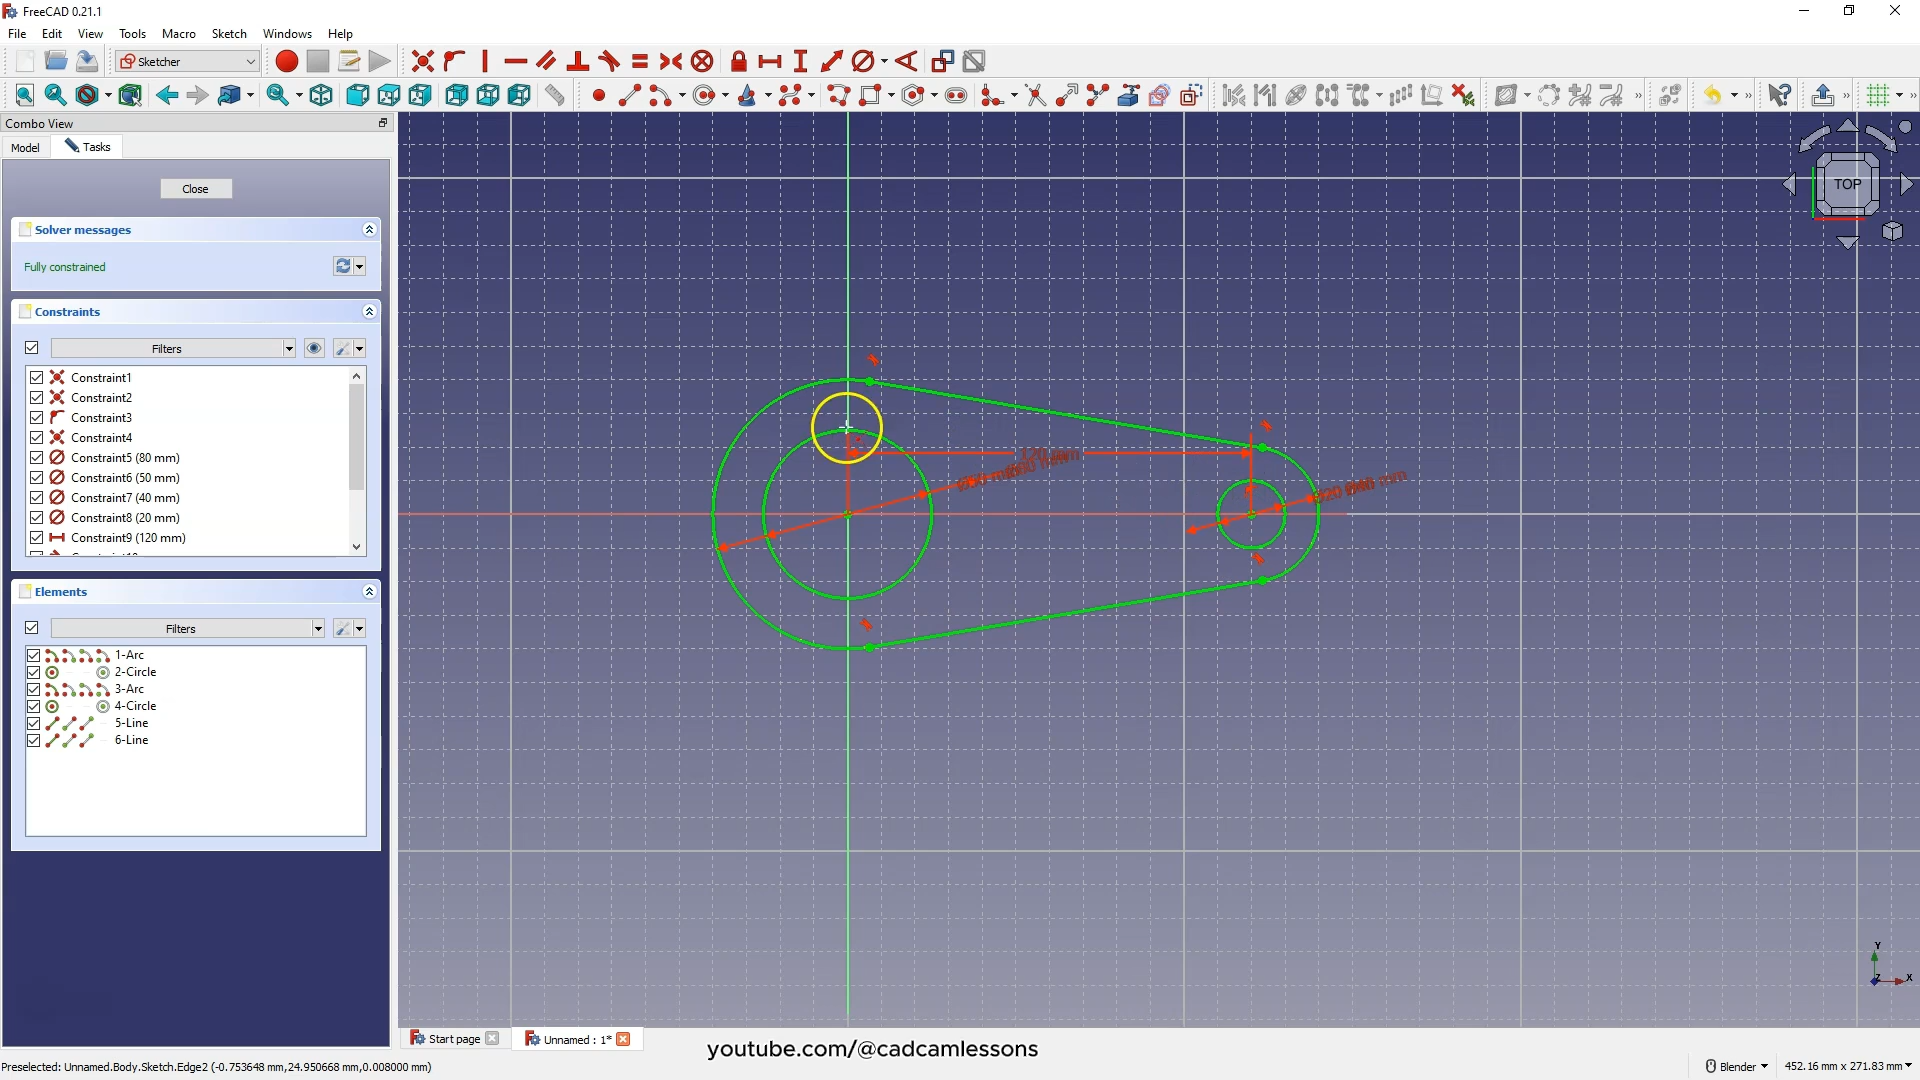 FreeCAD 0.21.1
File Edit View Tools Macro Sketch Windows Help
Sketcher
Combo View
Model Tasks
Close
Solver messages
Fully constrained
Constraints
Filters
Constraint1
Constraint2
Constraint3
Constraint4
Constraint5 (80 mm)
Constraint6 (50 mm)
Constraint7 (40 mm)
Constraint8 (20 mm)
Constraint9 (120 mm)
Elements
Filters
1-Arc
2-Circle
3-Arc
4-Circle
5-Line
6-Line
TOP
120 mm
Y
Z
X
Start page
Unnamed : 1*
youtube.com/@cadcamlessons
Preselected: Unnamed.Body.Sketch.Edge2 (-0.753648 mm,24.950668 mm,0.008000 mm)
Blender
452.16 mm x 271.83 mm